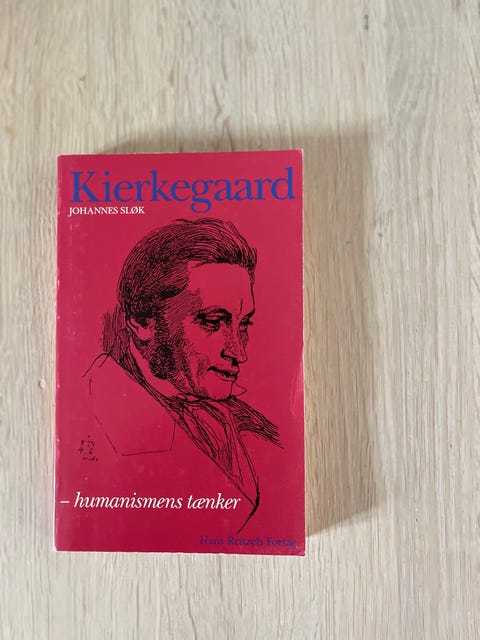 Kierkegaard
JOHANNES SLØK
– humanismens tænker
Hans Reitzels Forlag